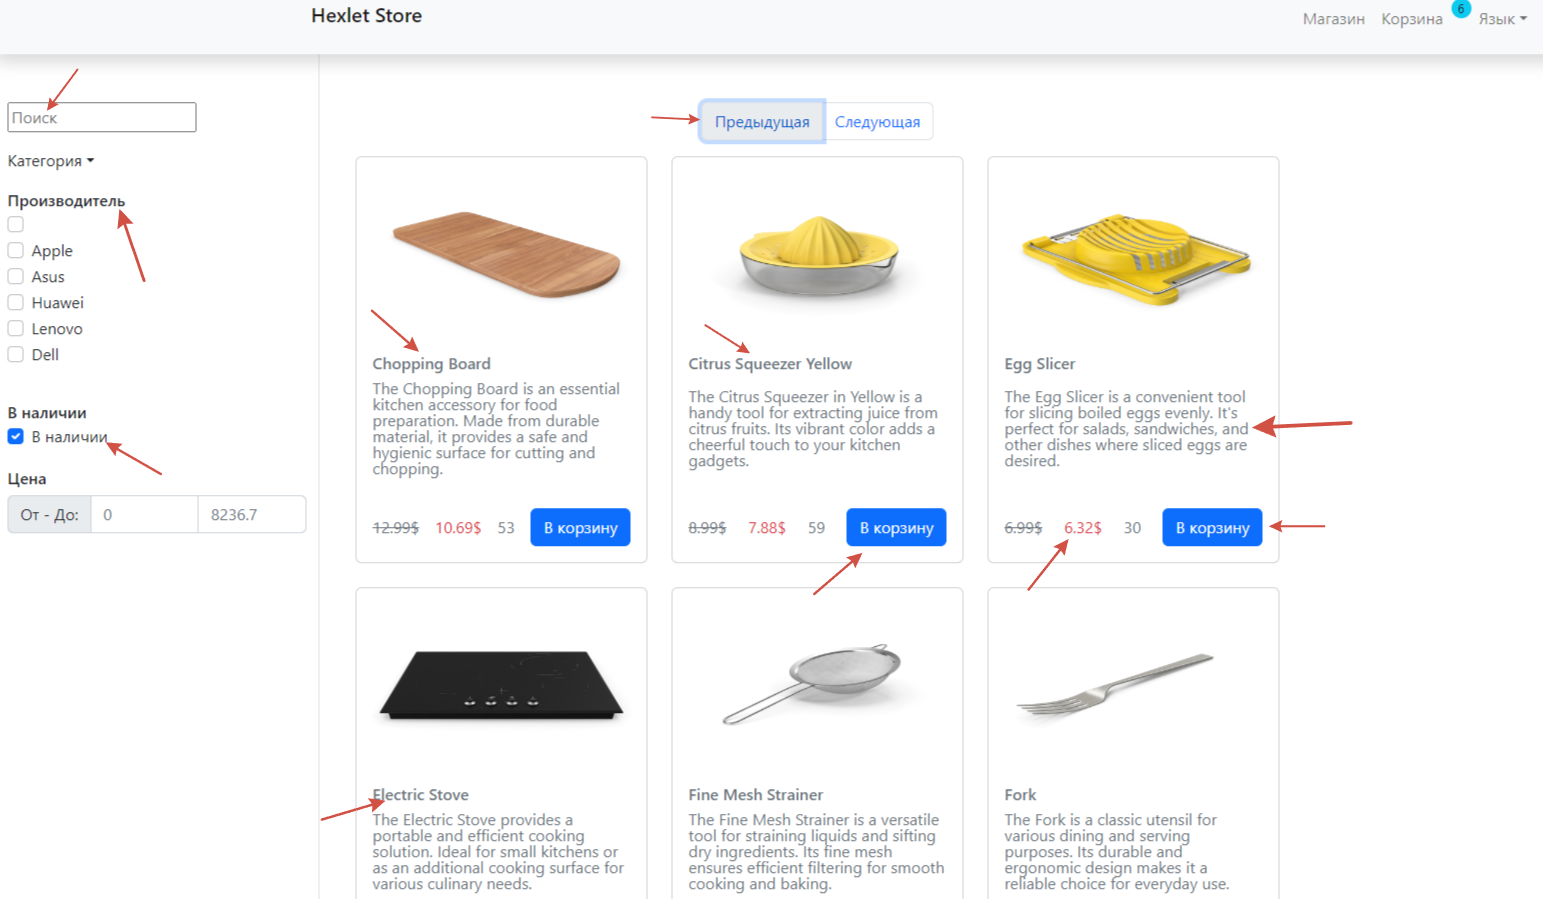 Hexlet Store
Магазин
Корзина
6
Язык
Поиск
Категория
Производитель
Apple
Asus
Huawei
Lenovo
Dell
В наличии
В наличии
Цена
От - До:
0
8236.7
Предыдущая
Следующая
Chopping Board
The Chopping Board is an essential
kitchen accessory for food
preparation. Made from durable
material, it provides a safe and
hygienic surface for cutting and
chopping.
12.99$ 10.69$ 53 В корзину
Citrus Squeezer Yellow
The Citrus Squeezer in Yellow is a
handy tool for extracting juice from
citrus fruits. Its vibrant color adds a
cheerful touch to your kitchen
gadgets.
8.99$ 7.88$ 59 В корзину
Egg Slicer
The Egg Slicer is a convenient tool
for slicing boiled eggs evenly. It's
perfect for salads, sandwiches, and
other dishes where sliced eggs are
desired.
6.99$ 6.32$ 30 В корзину
Electric Stove
The Electric Stove provides a
portable and efficient cooking
solution. Ideal for small kitchens or
as an additional cooking surface for
various culinary needs.
Fine Mesh Strainer
The Fine Mesh Strainer is a versatile
tool for straining liquids and sifting
dry ingredients. Its fine mesh
ensures efficient filtering for smooth
cooking and baking.
Fork
The Fork is a classic utensil for
various dining and serving
purposes. Its durable and
ergonomic design makes it a
reliable choice for everyday use.